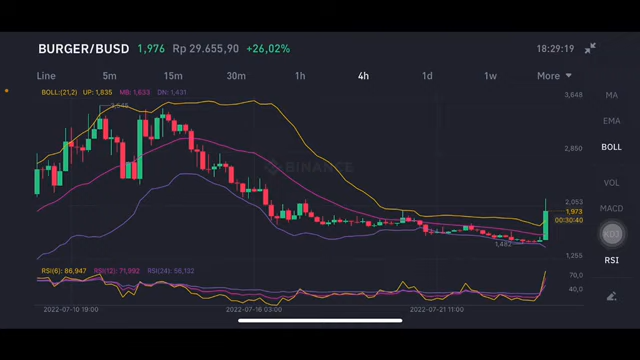 BURGER/BUSD 1,976 Rp 29.655,90 +26,02% 18:29:19
Line 5m 15m 30m 1h 4h 1d 1w More
BOLL:(21,2) UP: 1,835 MB: 1,633 DN: 1,431
MA
EMA
BOLL
VOL
MACD
KDJ
RSI
3,648
3,548
2,850
BINANCE
2,053
1,973
00:30:40
1,482
1,255
RSI(6): 86,947 RSI(12): 71,992 RSI(24): 56,132
70,0
40,0
2022-07-10 19:00 2022-07-16 03:00 2022-07-21 11:00